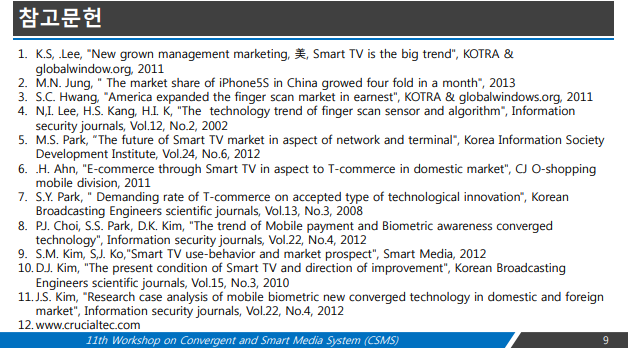 참고문헌
1. K.S, .Lee, "New grown management marketing, 美, Smart TV is the big trend", KOTRA &
globalwindow.org, 2011
2. M.N. Jung, " The market share of iPhone5S in China growed four fold in a month", 2013
3. S.C. Hwang, "America expanded the finger scan market in earnest", KOTRA & globalwindows.org, 2011
4. N,I. Lee, H.S. Kang, H.I. K, "The technology trend of finger scan sensor and algorithm", Information
security journals, Vol.12, No.2, 2002
5. M.S. Park, "The future of Smart TV market in aspect of network and terminal", Korea Information Society
Development Institute, Vol.24, No.6, 2012
6. .H. Ahn, "E-commerce through Smart TV in aspect to T-commerce in domestic market", CJ O-shopping
mobile division, 2011
7. S.Y. Park, " Demanding rate of T-commerce on accepted type of technological innovation", Korean
Broadcasting Engineers scientific journals, Vol.13, No.3, 2008
8. P.J. Choi, S.S. Park, D.K. Kim, "The trend of Mobile payment and Biometric awareness converged
technology", Information security journals, Vol.22, No.4, 2012
9. S.M. Kim, S,J. Ko,"Smart TV use-behavior and market prospect", Smart Media, 2012
10. D.J. Kim, "The present condition of Smart TV and direction of improvement", Korean Broadcasting
Engineers scientific journals, Vol.15, No.3, 2010
11. J.S. Kim, "Research case analysis of mobile biometric new converged technology in domestic and foreign
market", Information security journals, Vol.22, No.4, 2012
12. www.crucialtec.com
11th Workshop on Convergent and Smart Media System (CSMS)
9